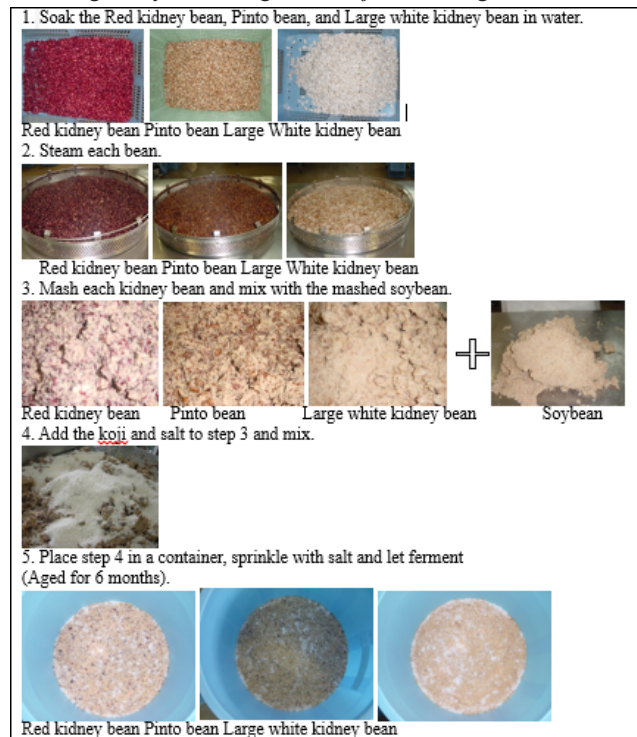 1. Soak the Red kidney bean, Pinto bean, and Large white kidney bean in water.
Red kidney bean Pinto bean Large White kidney bean
2. Steam each bean.
Red kidney bean Pinto bean Large White kidney bean
3. Mash each kidney bean and mix with the mashed soybean.
Red kidney bean Pinto bean Large white kidney bean Soybean
4. Add the koji and salt to step 3 and mix.
5. Place step 4 in a container, sprinkle with salt and let ferment
(Aged for 6 months).
Red kidney bean Pinto bean Large white kidney bean